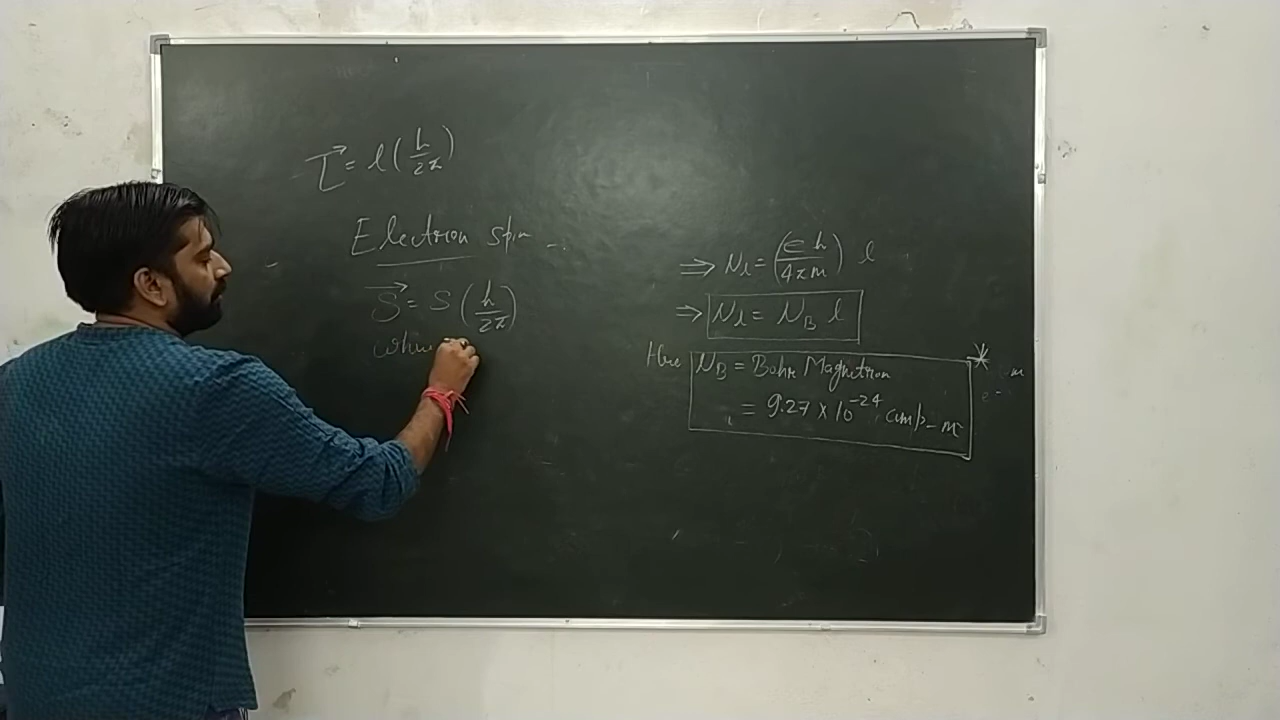 L⃗ = l (h/2π)
Electron spin -..
S⃗ = S (h/2π)
⇒ μl = (eh/4πm) l
⇒ μl = μB l
Here μB = Bohr Magnetron
= 9.27 × 10⁻²⁴ amp-m²